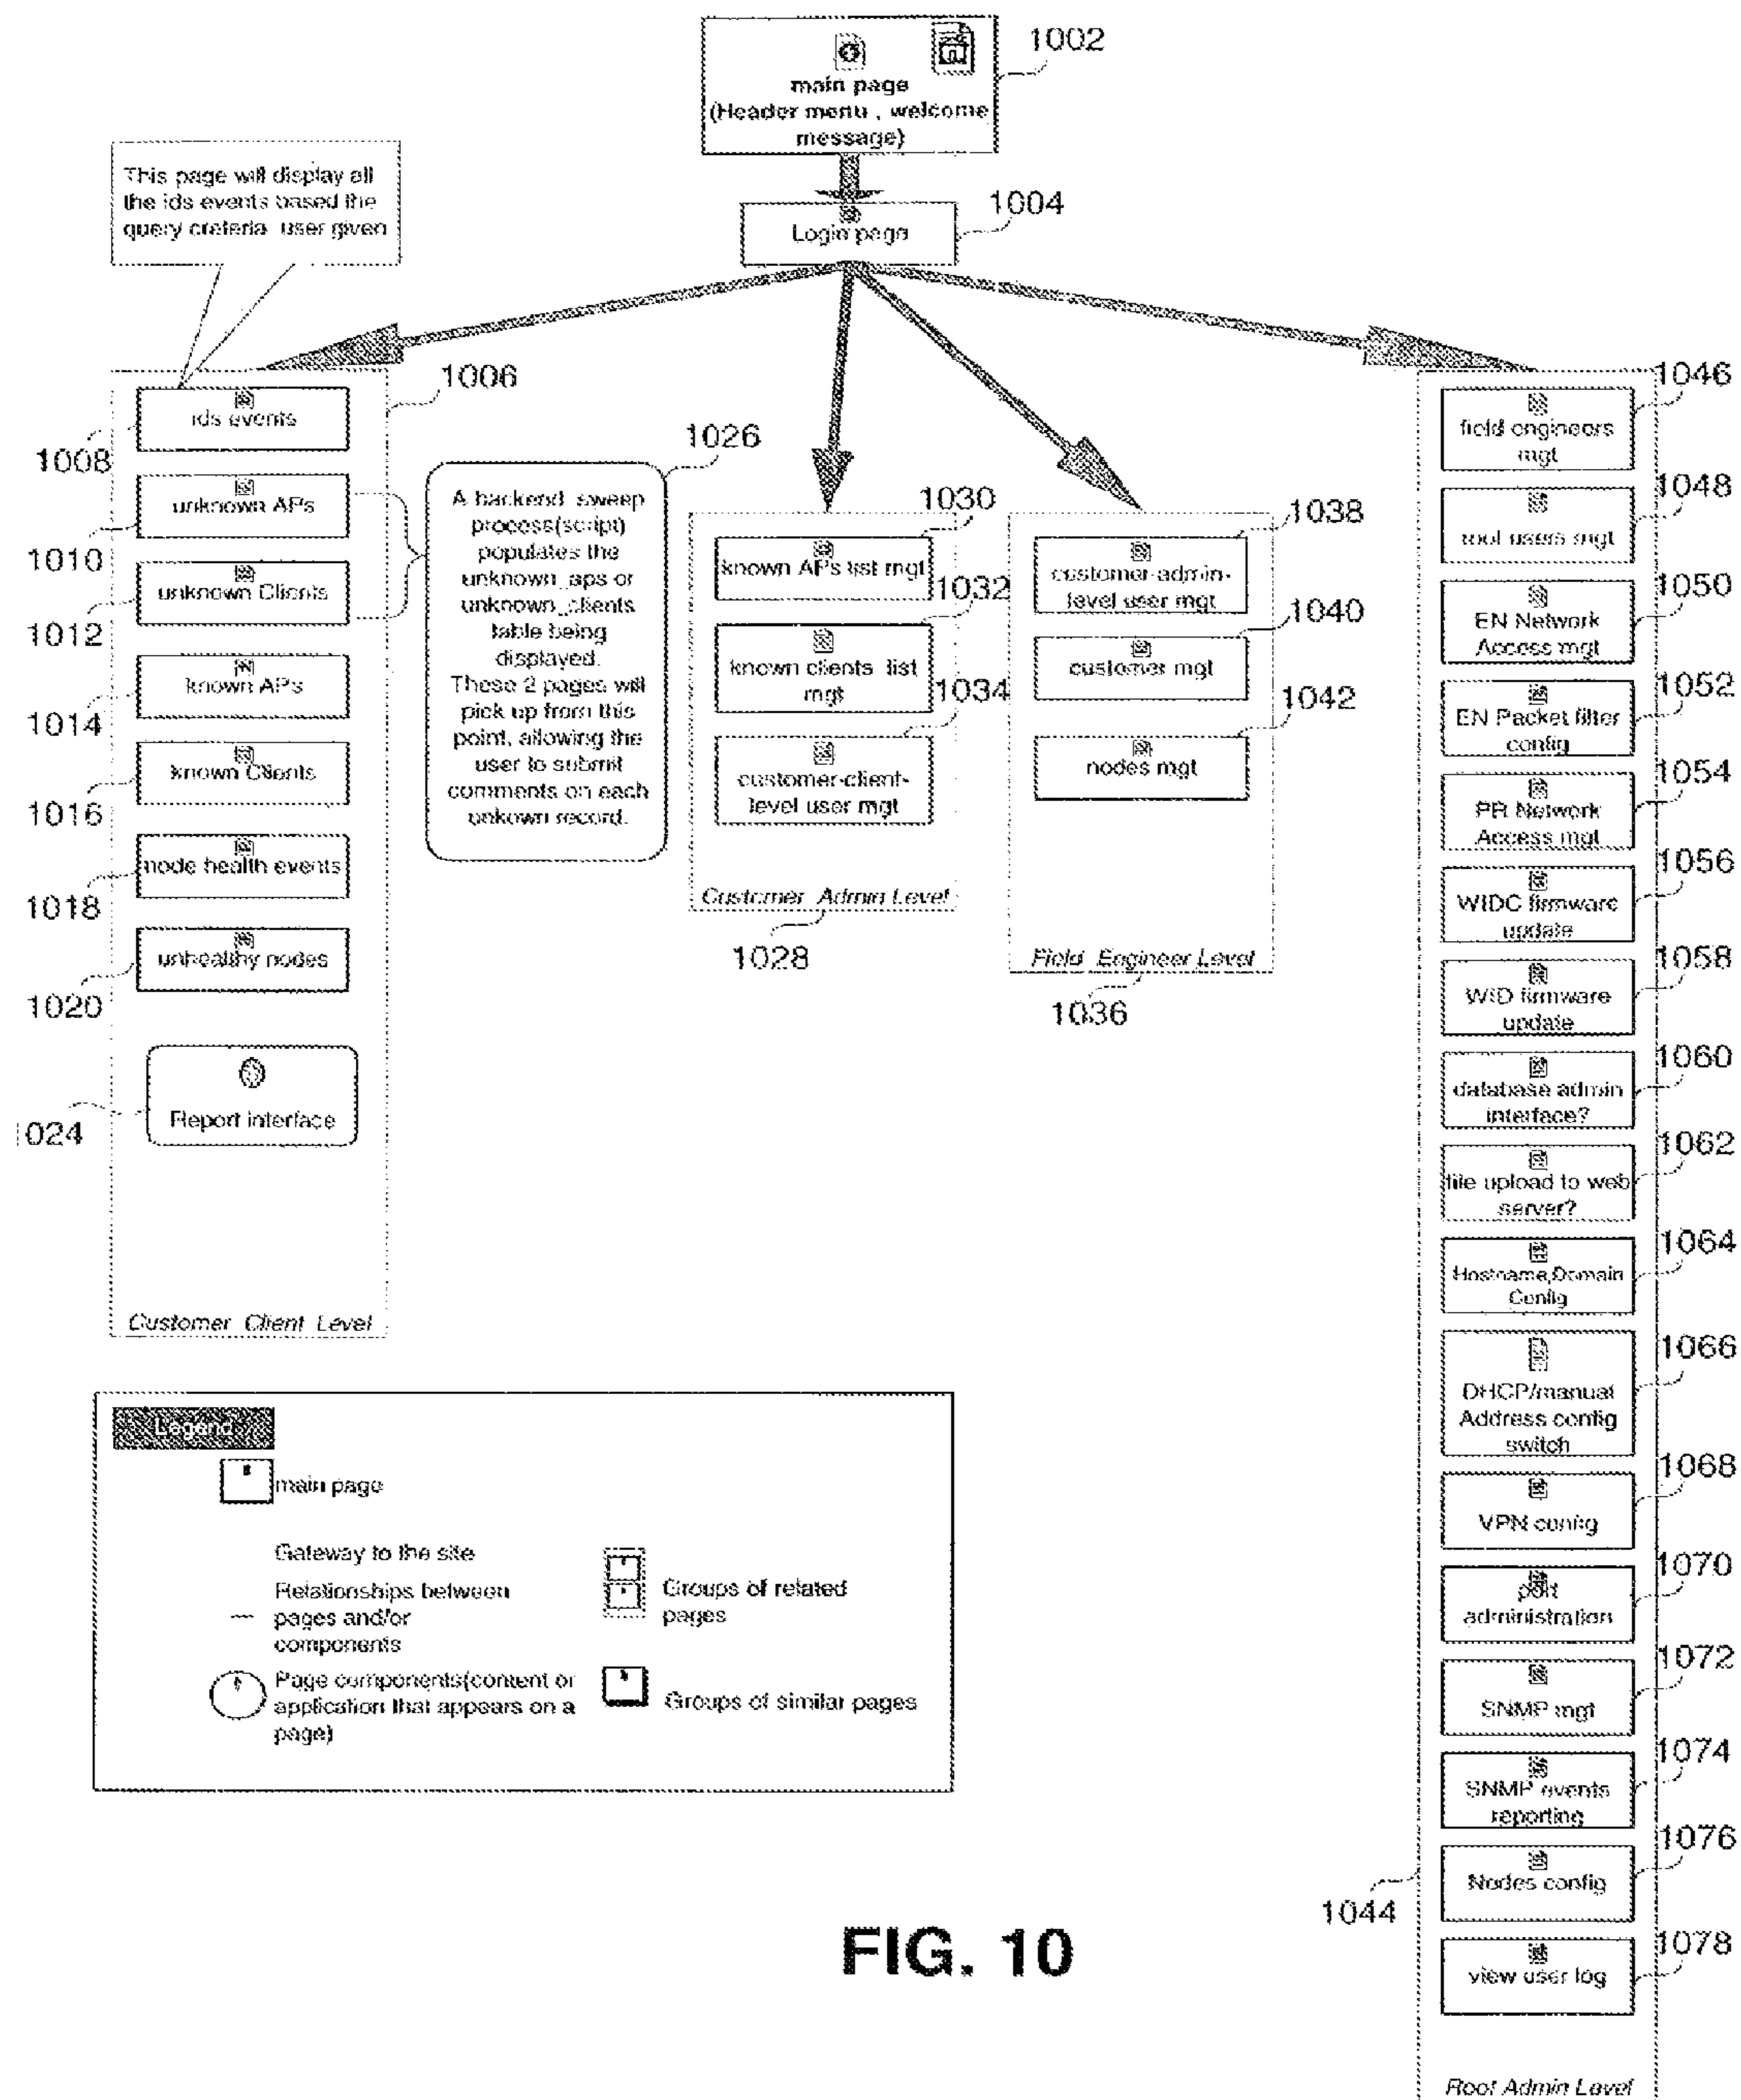 1002
main page
(Header menu , welcome
message)
1004
Login page
This page will display all
the ids events based the
query creteria user given
1006
ids events
1008
unknown APs
1010
unknown Clients
1012
known APs
1014
known Clients
1016
node health events
1018
unhealthy nodes
1020
Report interface
1024
Customer Client Level
1026
A backend sweep
process(script)
populates the
unknown_aps or
unknown_clients
table being
displayed.
These 2 pages will
pick up from this
point, allowing the
user to submit
comments on each
unkown record.
1030
known APs list mgt
1032
known clients list
mgt
1034
customer-client-
level user mgt
Customer Admin Level
1028
1038
customer-admin-
level user mgt
1040
customer mgt
1042
nodes mgt
Field Engineer Level
1036
1046
field engineers
mgt
1048
users mgt
1050
EN Network
Access mgt
1052
EN Packet filter
config
1054
PR Network
Access mgt
1056
WIDC firmware
update
1058
WID firmware
update
1060
database admin
interface?
1062
file upload to web
server?
1064
Hostname,Domain
Config
1066
DHCP/manual
Address config
switch
1068
VPN config
1070
port
administration
1072
SNMP mgt
1074
SNMP events
reporting
1076
Nodes config
1044
1078
view user log
Root Admin Level
Legend
main page
Gateway to the site
Relationships between
pages and/or
components
Page components(content or
application that appears on a
page)
Groups of related
pages
Groups of similar pages
FIG. 10